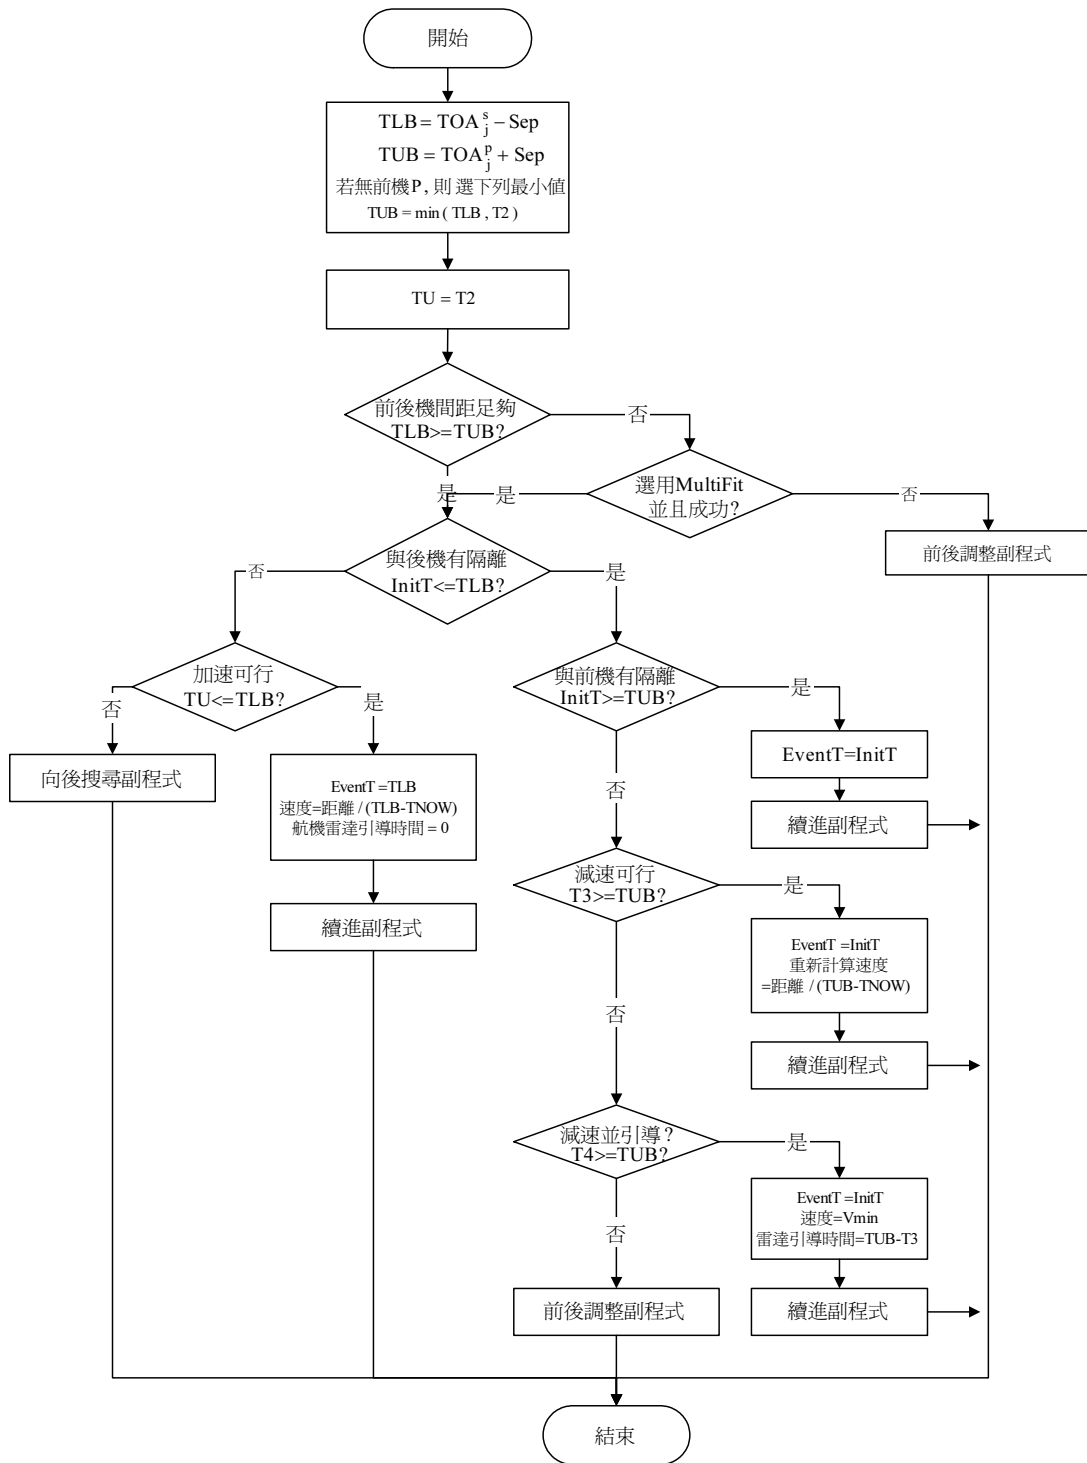 開始
TLB = TOA_j^s − Sep
TUB = TOA_j^p + Sep
若無前機P, 則 選下列最小值
TUB = min ( TLB , T2 )
TU = T2
前後機間距足夠
TLB>=TUB?
否
是
選用MultiFit
並且成功?
是
否
前後調整副程式
與後機有隔離
InitT<=TLB?
否
是
加速可行
TU<=TLB?
否
是
向後搜尋副程式
EventT =TLB
速度=距離 / (TLB-TNOW)
航機雷達引導時間 = 0
續進副程式
與前機有隔離
InitT>=TUB?
是
否
EventT=InitT
續進副程式
減速可行
T3>=TUB?
是
否
EventT =InitT
重新計算速度
=距離 / (TUB-TNOW)
續進副程式
減速並引導？
T4>=TUB?
是
否
EventT =InitT
速度=Vmin
雷達引導時間=TUB-T3
續進副程式
前後調整副程式
結束